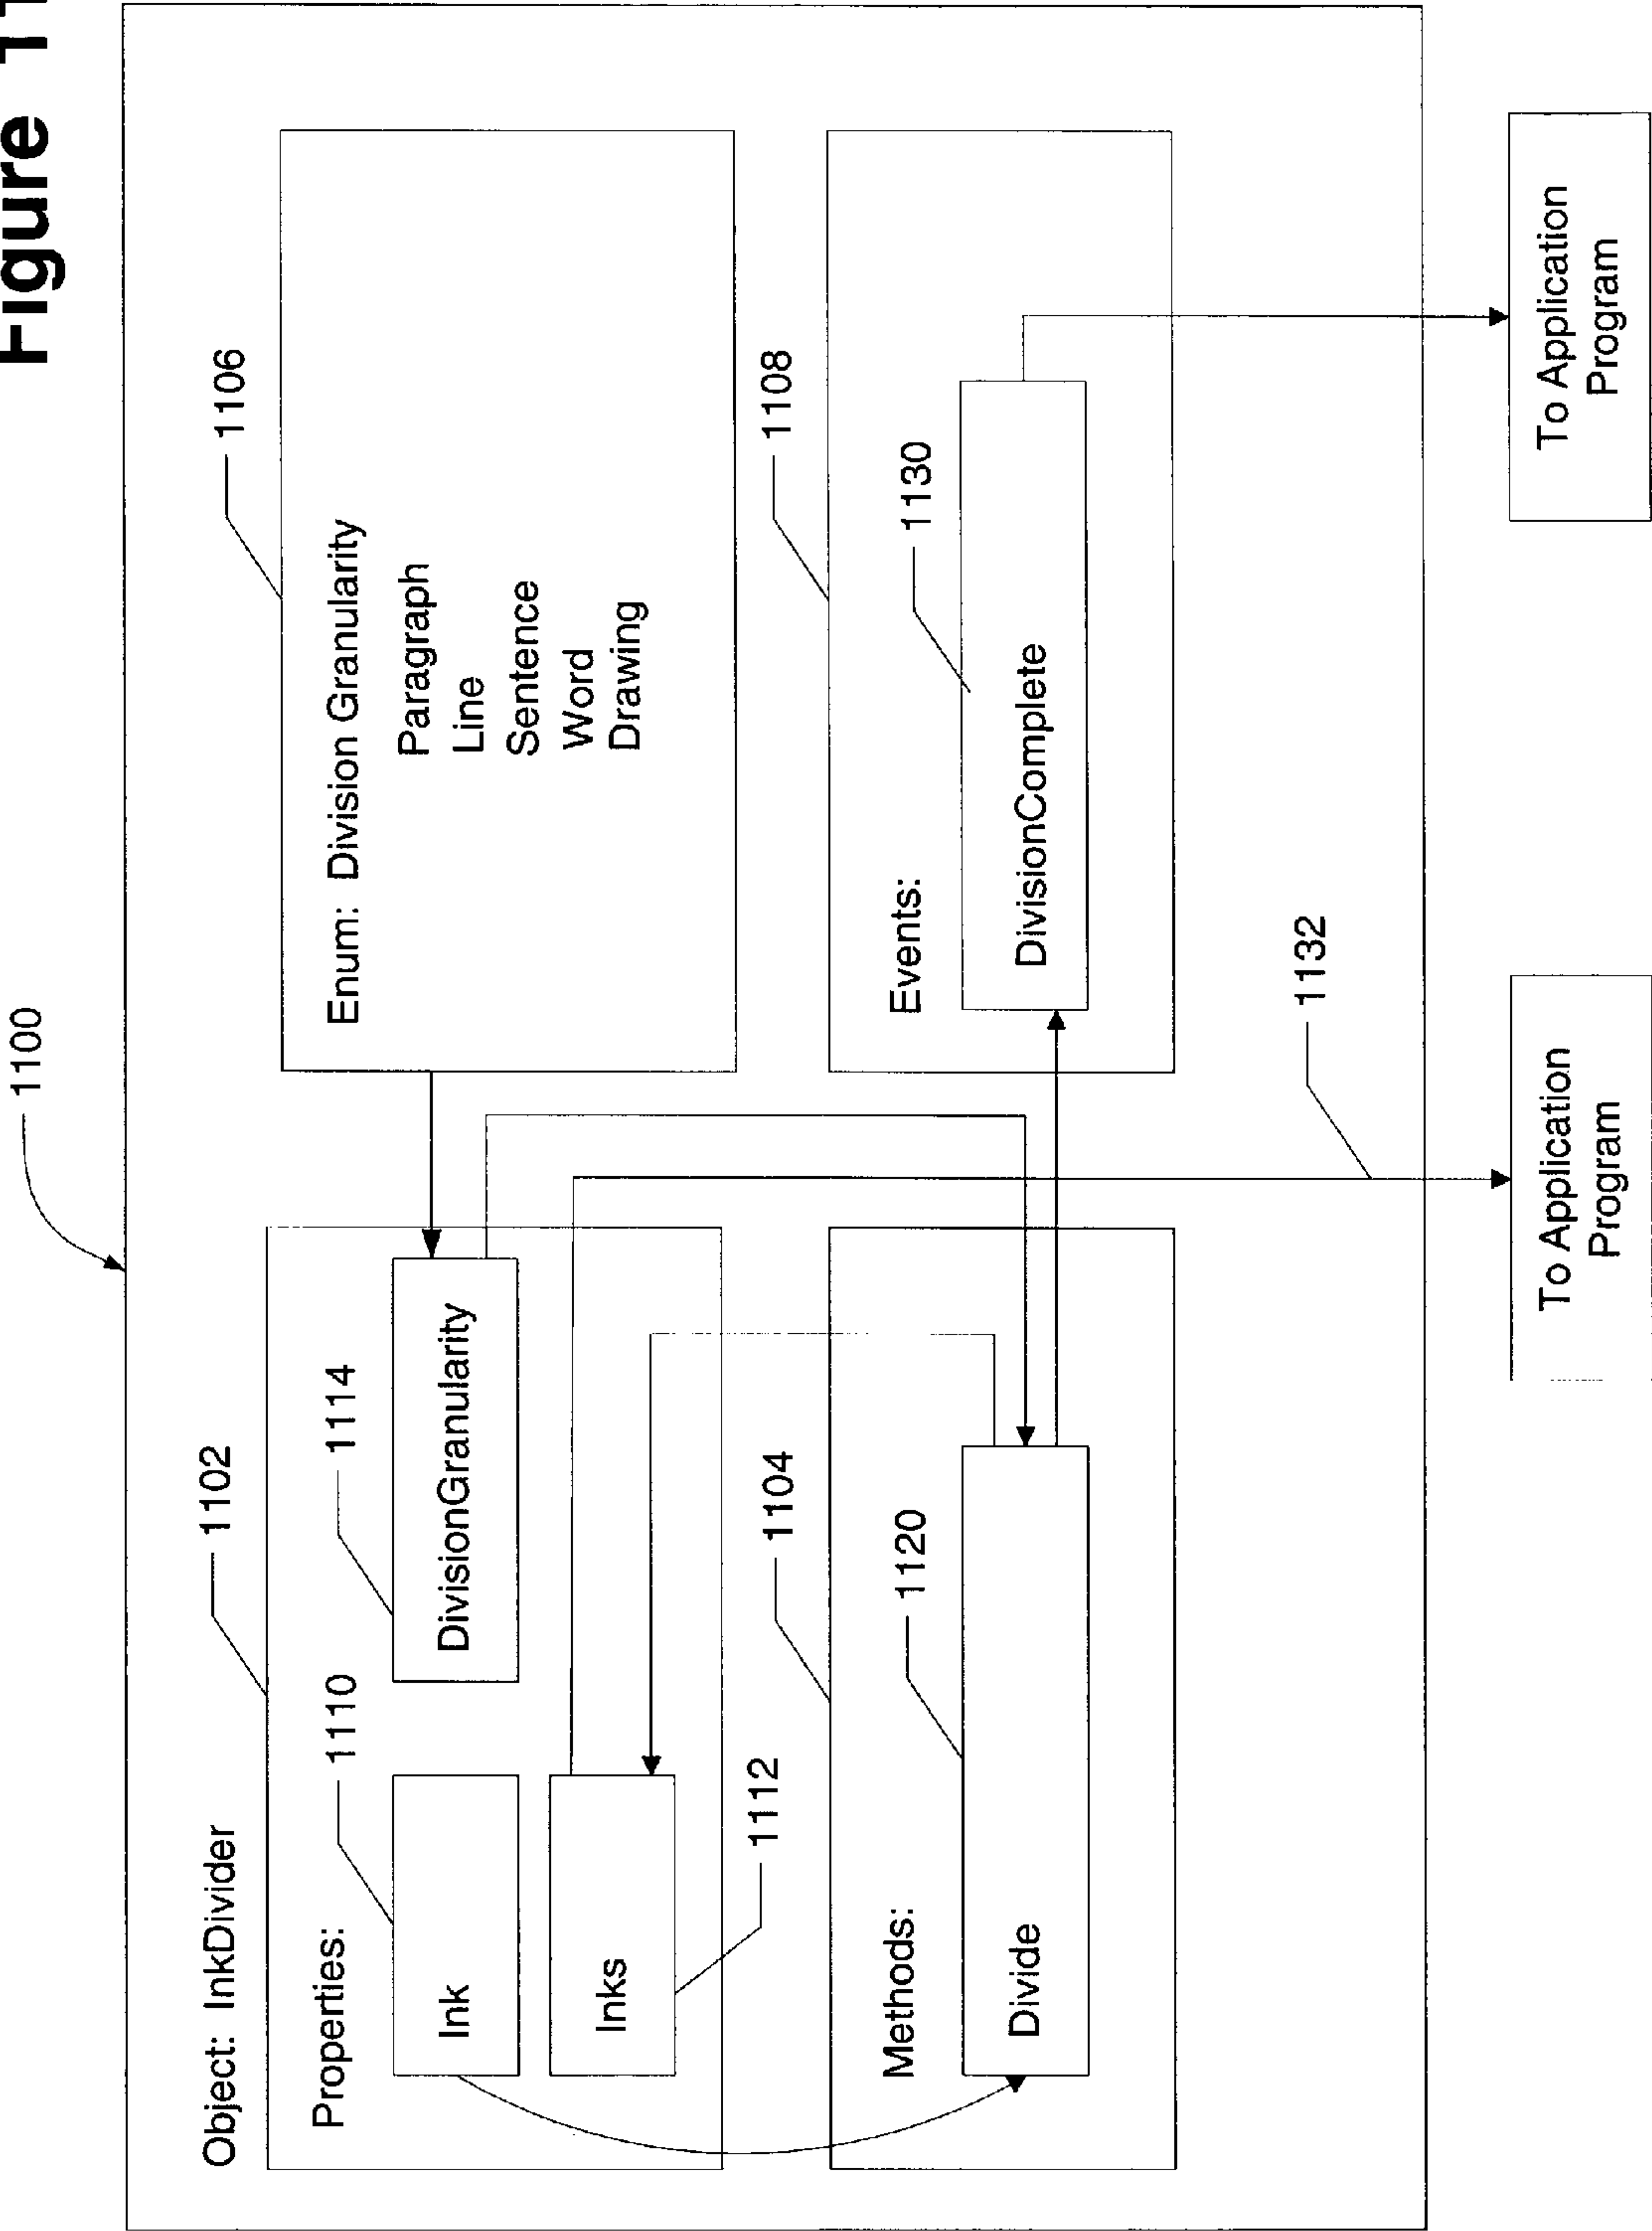 Figure 11
1100
Object: InkDivider
1102
1106
Properties:
1110
1114
Ink
DivisionGranularity
Inks
1112
Enum: Division Granularity
Paragraph
Line
Sentence
Word
Drawing
1104
1108
Methods:
1120
Divide
Events:
1130
DivisionComplete
1132
To Application
Program
To Application
Program